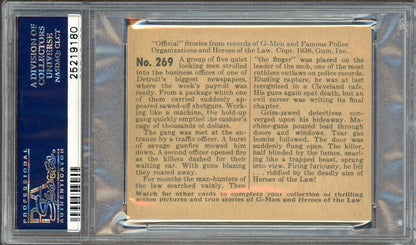 A DIVISION OF
COLLECTORS
UNIVERSE
NASDAQ: CLCT
25219180
PSA
PROFESSIONAL
SPORTS
AUTHENTICATOR
"Official" Stories from records of G-Men and Famous Police
Organizations and Heroes of the Law. Copr. 1936, Gum, Inc.
No. 269 A group of five quiet
looking men strolled
into the business offices of one of
Detroit's biggest newspapers,
where the week's payroll was
ready. From a package which one
of them carried suddenly ap-
peared sawed-off shotguns. Work-
ing like a machine, the hold-up
gang quickly emptied the cashier's
cage of thousands of dollars.
The gang was met at the en-
trance by a traffic officer. A burst
of savage gunfire mowed him
down. A second officer opened fire
as the killers dashed for their
waiting car. With guns blazing
they roared away.
For months the man-hunters of
the law searched vainly. Then
"the finger" was placed on the
leader of the mob, one of the most
ruthless outlaws on police records.
Eluding capture, he was at last
recognized in a Cleveland cafe.
His guns again spat death, but an
evil career was writing its final
chapter.
Grim-jawed detectives con-
verged upon his hideaway. Ma-
chine-guns poured lead through
doors and windows. Tear gas
bombs followed. The door was
suddenly flung open. The killer,
half blinded by the fumes, snarl-
ing like a trapped beast, sprang
into view. Firing furiously, he fell
. . . riddled by the deadly aim of
Heroes of the Law!
Watch for other cards to complete your collection of thrilling
action pictures and true stories of G-Men and Heroes of the Law.